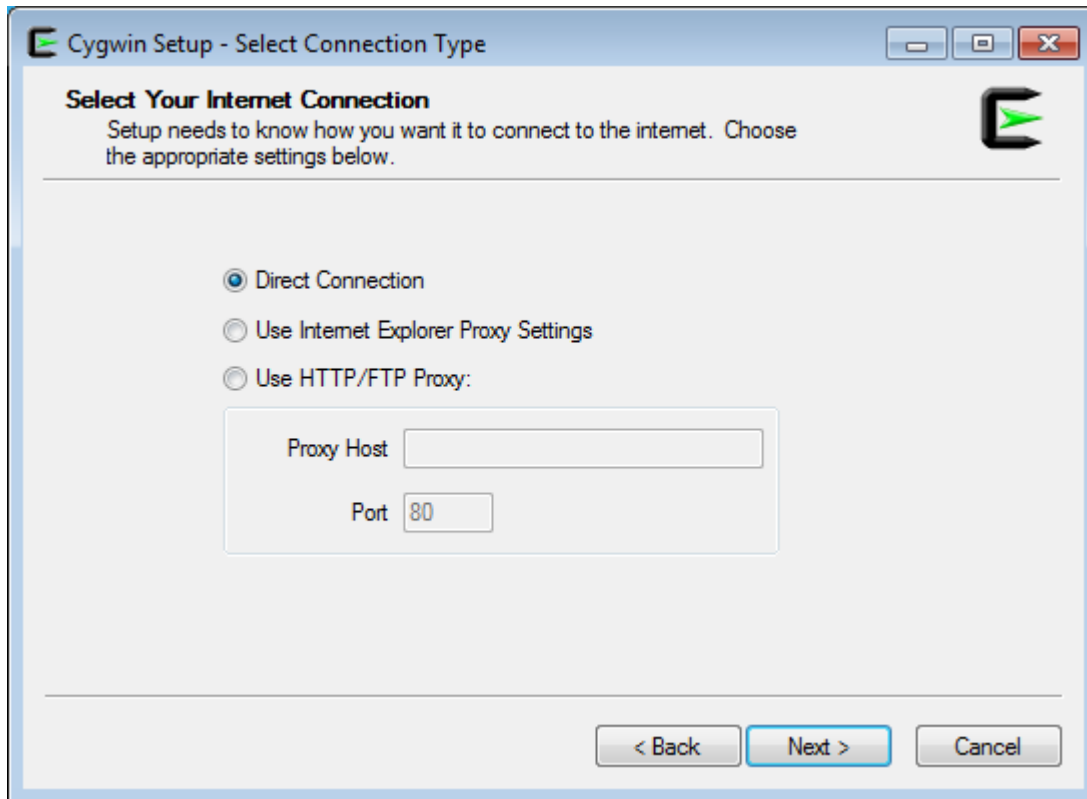 Cygwin Setup - Select Connection Type
Select Your Internet Connection
Setup needs to know how you want it to connect to the internet. Choose
the appropriate settings below.
Direct Connection
Use Internet Explorer Proxy Settings
Use HTTP/FTP Proxy:
Proxy Host
Port 80
< Back Next > Cancel